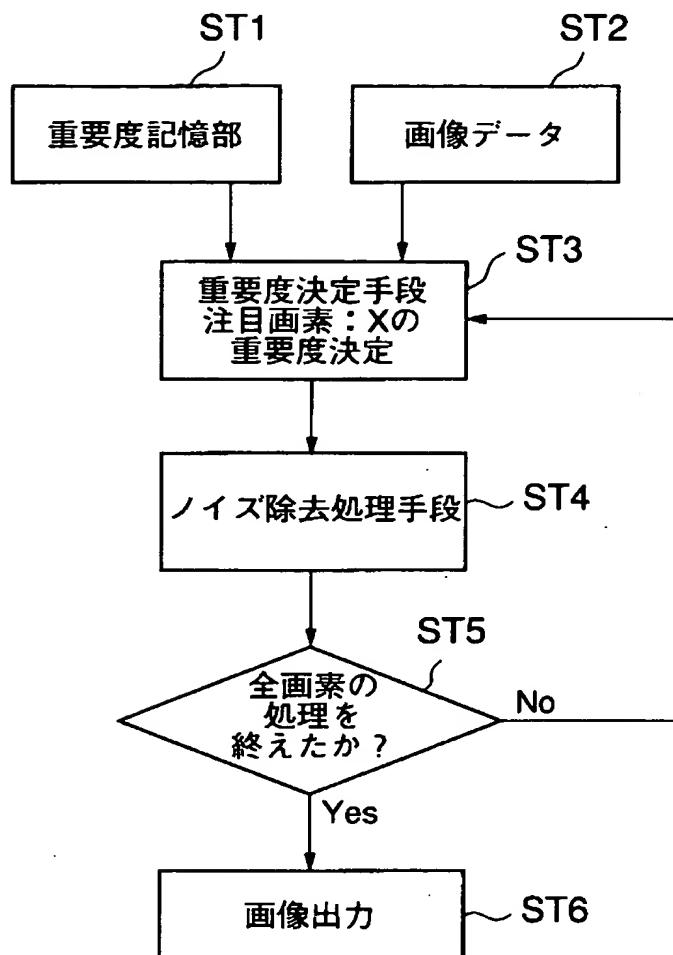 ST1
ST2
重要度記憶部
画像データ
ST3
重要度決定手段
注目画素：Xの
重要度決定
ノイズ除去処理手段
ST4
ST5
全画素の
処理を
終えたか？
No
Yes
画像出力
ST6